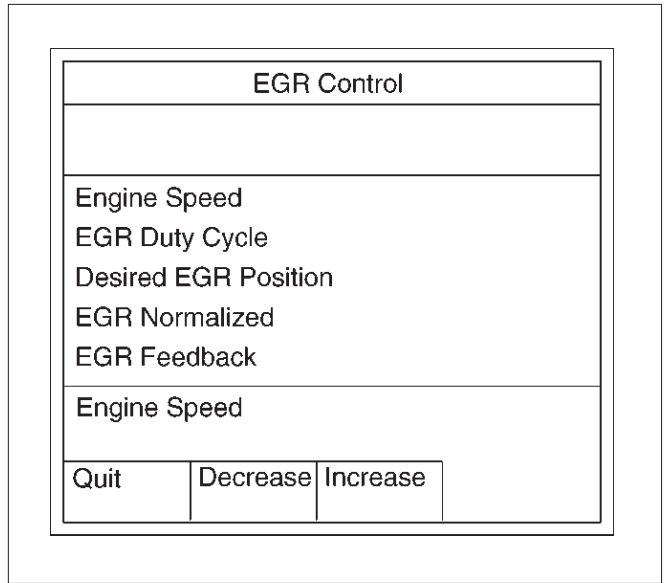 EGR Control
Engine Speed
EGR Duty Cycle
Desired EGR Position
EGR Normalized
EGR Feedback
Engine Speed
Quit Decrease Increase